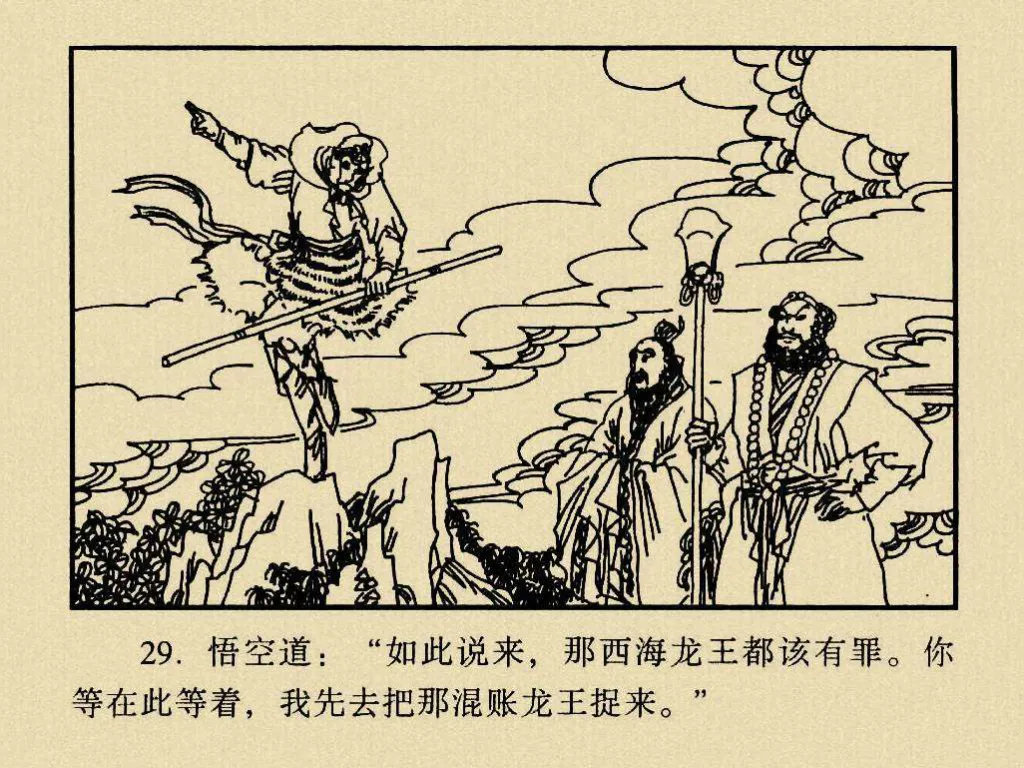 29. 悟空道：“如此说来，那西海龙王都该有罪。你
等在此等着，我先去把那混账龙王捉来。”